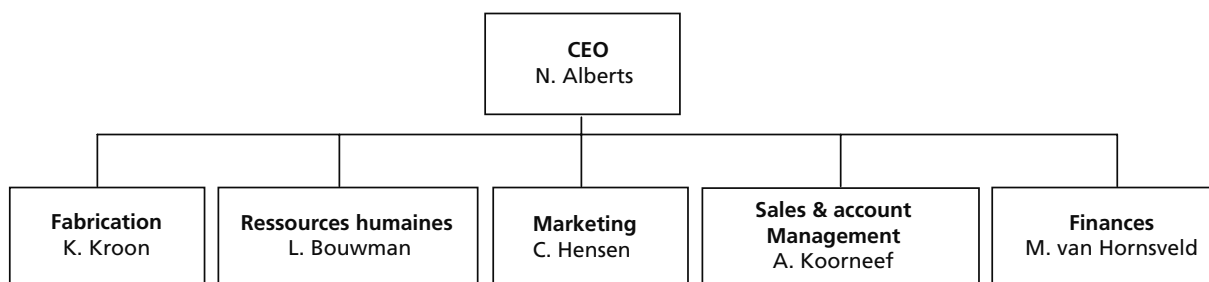 CEO
N. Alberts
Fabrication
K. Kroon
Ressources humaines
L. Bouwman
Marketing
C. Hensen
Sales & account
Management
A. Koorneef
Finances
M. van Hornsveld